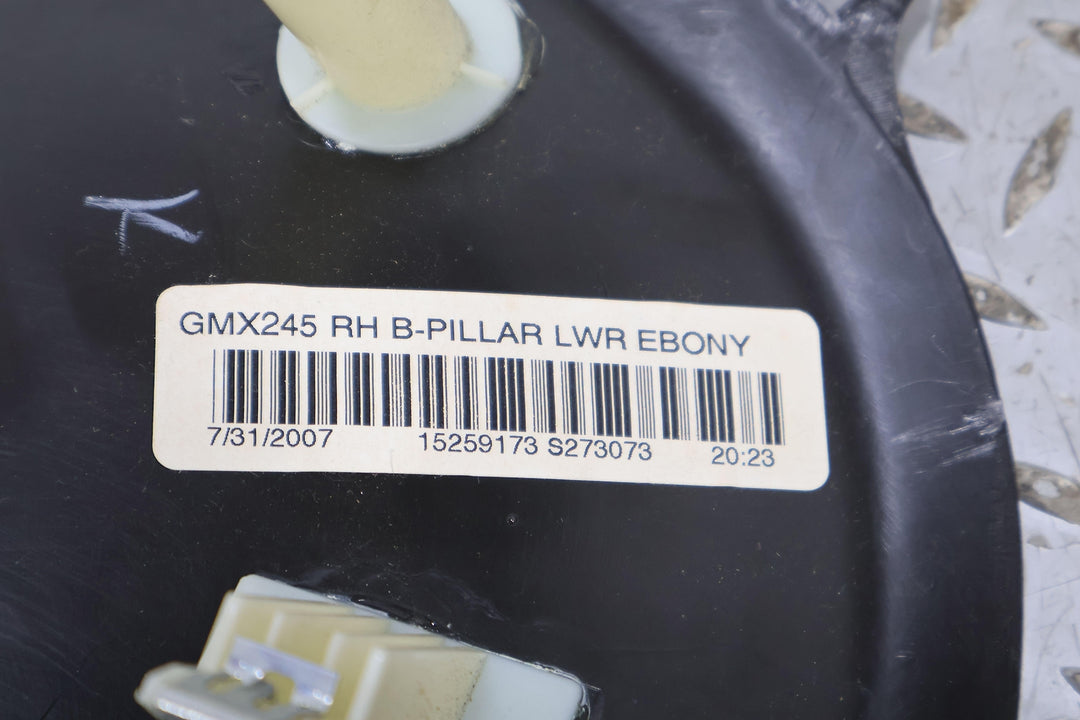 GMX245 RH B-PILLAR LWR EBONY
7/31/2007 15259173 S273073 20:23